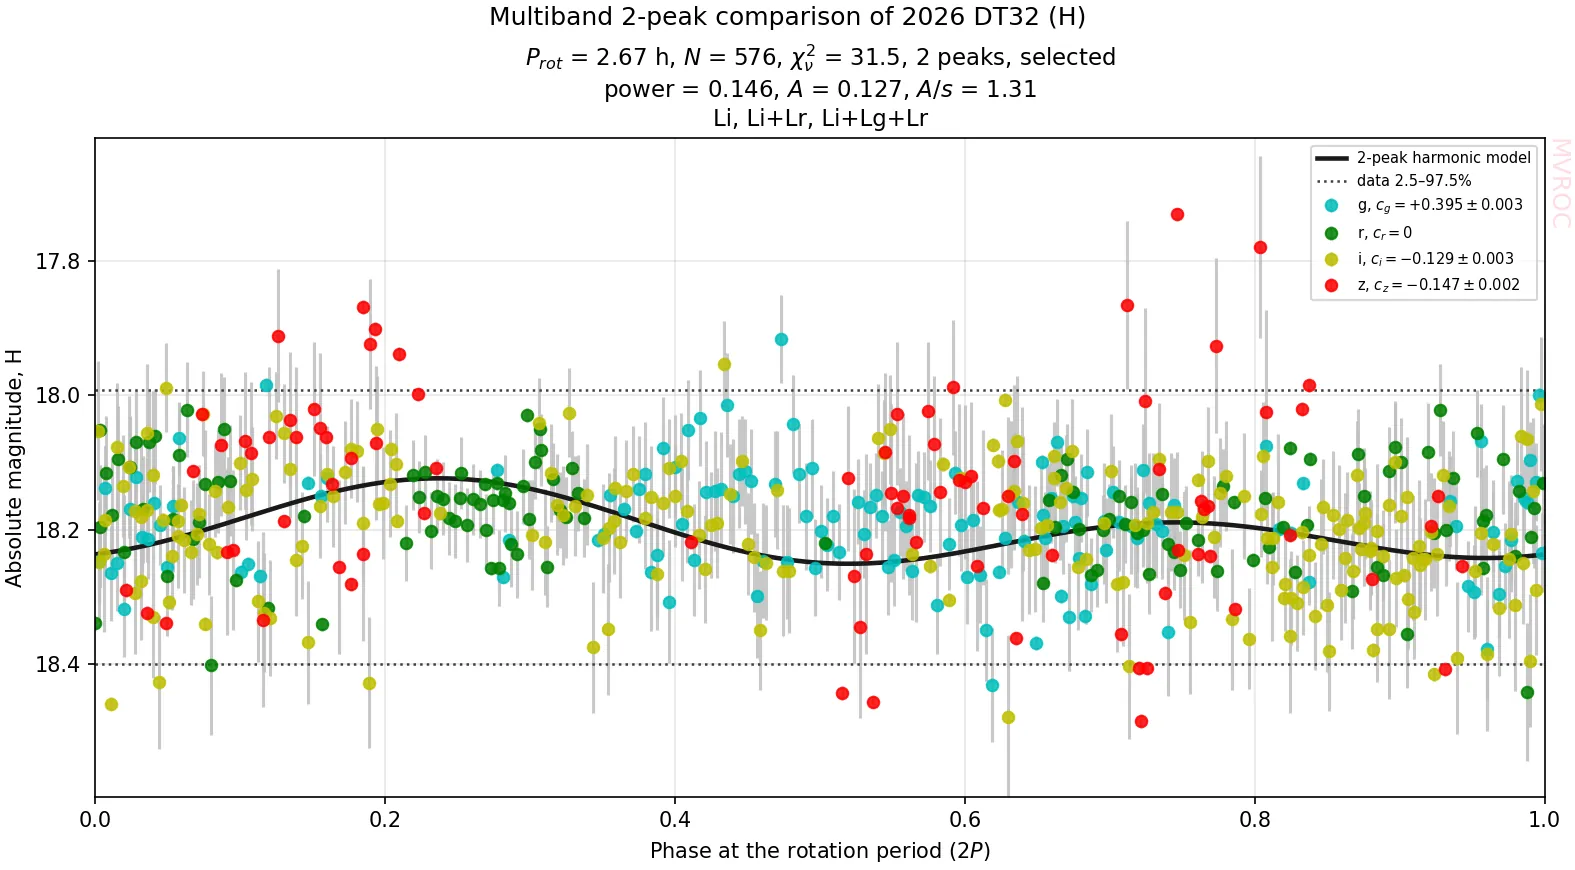 Multiband 2-peak comparison of 2026 DT32 (H)
P_rot = 2.67 h, N = 576, χ²_ν = 31.5, 2 peaks, selected
power = 0.146, A = 0.127, A/s = 1.31
Li, Li+Lr, Li+Lg+Lr
MVROC
2-peak harmonic model
data 2.5–97.5%
g, c_g = +0.395 ± 0.003
r, c_r = 0
i, c_i = −0.129 ± 0.003
z, c_z = −0.147 ± 0.002
Absolute magnitude, H
17.8
18.0
18.2
18.4
0.0 0.2 0.4 0.6 0.8 1.0
Phase at the rotation period (2P)